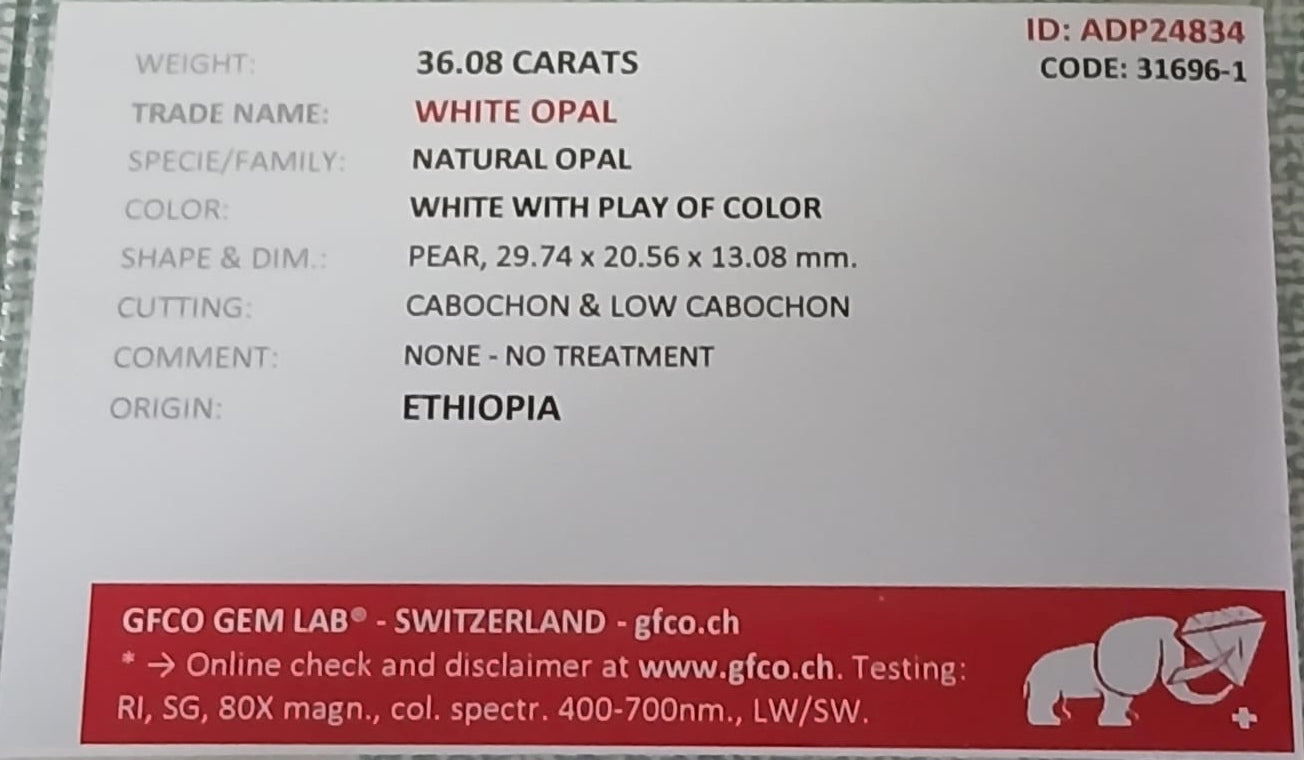 ID: ADP24834
CODE: 31696-1
WEIGHT: 36.08 CARATS
TRADE NAME: WHITE OPAL
SPECIE/FAMILY: NATURAL OPAL
COLOR: WHITE WITH PLAY OF COLOR
SHAPE & DIM.: PEAR, 29.74 x 20.56 x 13.08 mm.
CUTTING: CABOCHON & LOW CABOCHON
COMMENT: NONE - NO TREATMENT
ORIGIN: ETHIOPIA
GFCO GEM LAB® - SWITZERLAND - gfco.ch
* → Online check and disclaimer at www.gfco.ch. Testing:
RI, SG, 80X magn., col. spectr. 400-700nm., LW/SW.